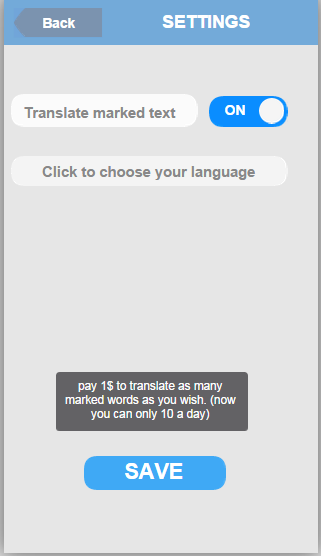 Back
SETTINGS
Translate marked text
ON
Click to choose your language
pay 1$ to translate as many
marked words as you wish. (now
you can only 10 a day)
SAVE